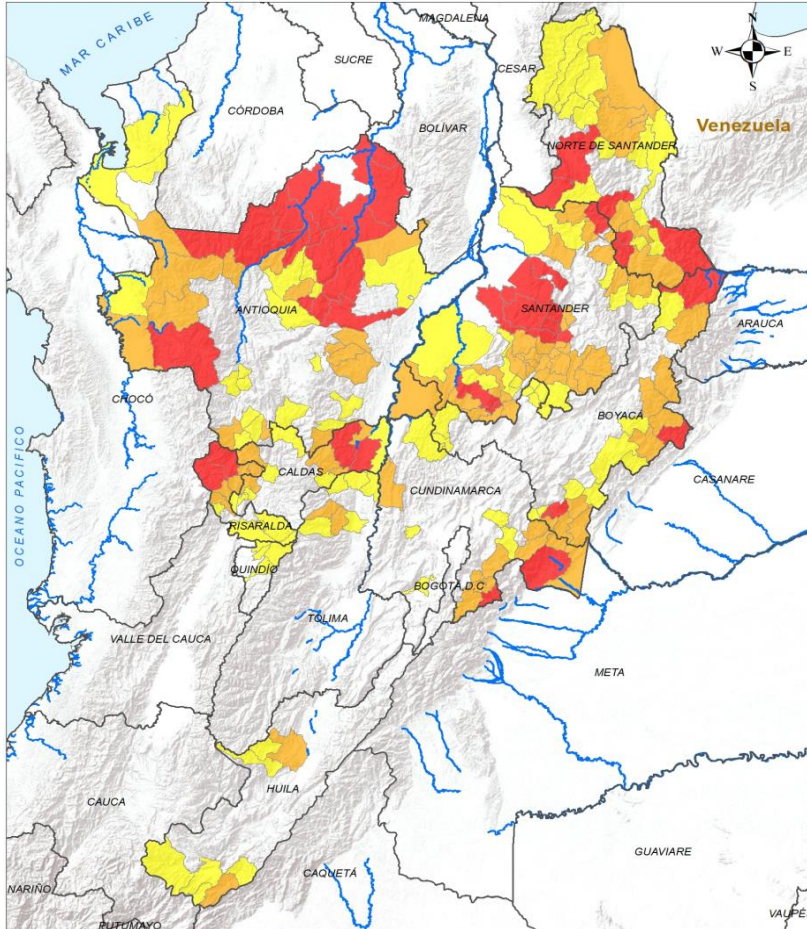 MAGDALENA
N
MAR CARIBE
SUCRE
W
E
CESAR
S
CÓRDOBA
BOLÍVAR
Venezuela
NORTE DE SANTANDER
ANTIOQUIA
SANTANDER
ARAUCA
CHOCÓ
BOYACÁ
OCEANO PACIFICO
CALDAS
CUNDINAMARCA
CASANARE
RISARALDA
QUINDÍO
BOGOTÁ, D.C
TOLIMA
VALLE DEL CAUCA
META
CAUCA
HUILA
GUAVIARE
CAQUETÁ
NARIÑO
PUTUMAYO
VAUPÉ